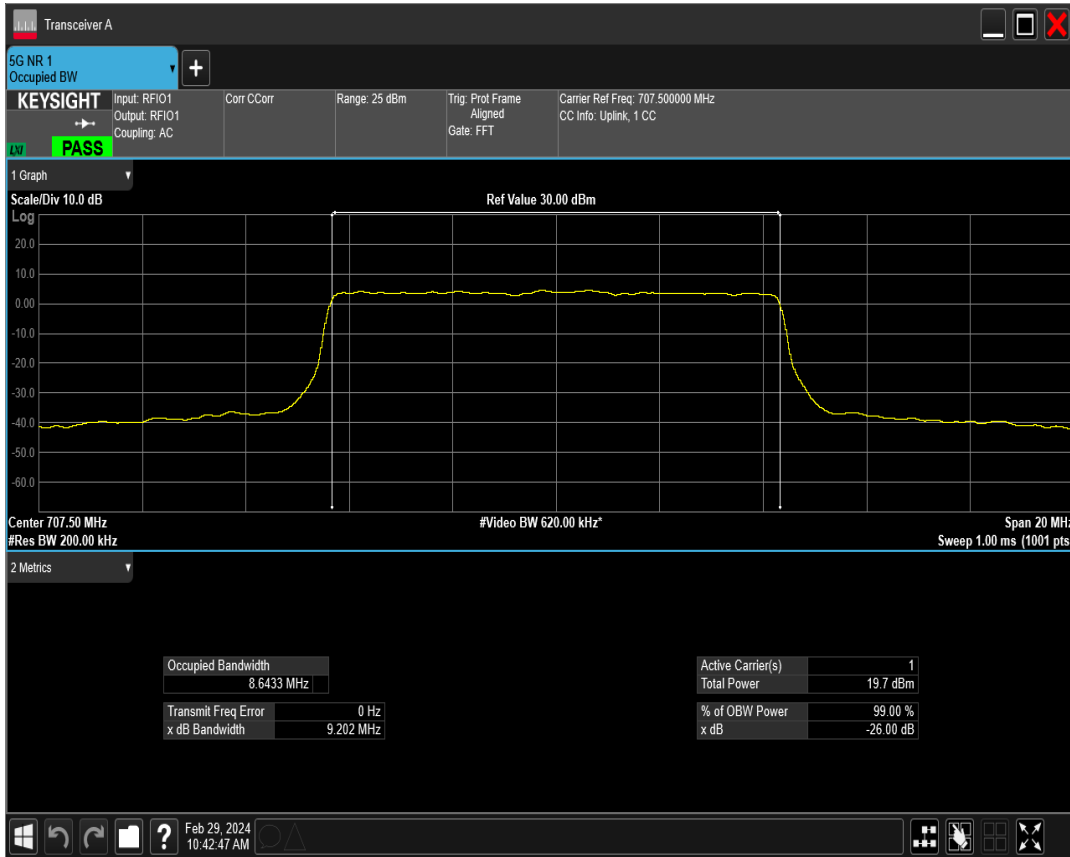 Transceiver A
5G NR 1
Occupied BW
KEYSIGHT
LXI
PASS
Input: RFIO1
Output: RFIO1
Coupling: AC
Corr CCorr
Range: 25 dBm
Trig: Prot Frame
Aligned
Gate: FFT
Carrier Ref Freq: 707.500000 MHz
CC Info: Uplink, 1 CC
1 Graph
Scale/Div 10.0 dB
Ref Value 30.00 dBm
Log
20.0
10.0
0.00
-10.0
-20.0
-30.0
-40.0
-50.0
-60.0
Center 707.50 MHz
#Video BW 620.00 kHz*
Span 20 MHz
#Res BW 200.00 kHz
Sweep 1.00 ms (1001 pts
2 Metrics
Occupied Bandwidth
8.6433 MHz
Transmit Freq Error 0 Hz
x dB Bandwidth 9.202 MHz
Active Carrier(s) 1
Total Power 19.7 dBm
% of OBW Power 99.00 %
x dB -26.00 dB
?
Feb 29, 2024
10:42:47 AM